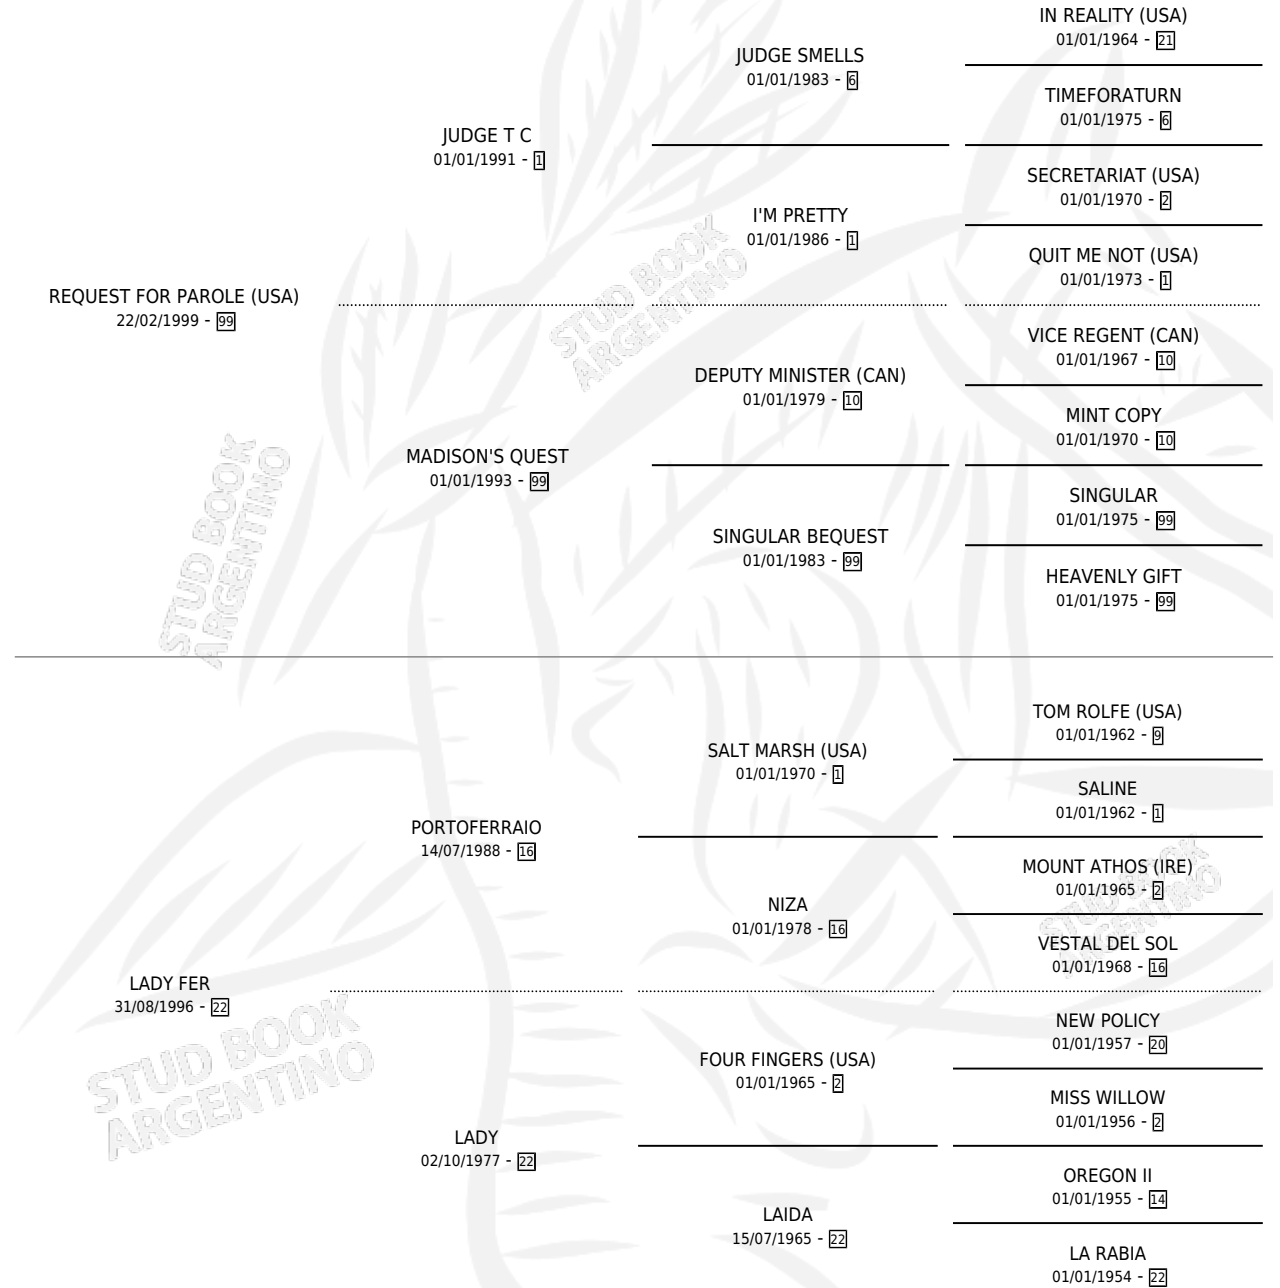 IN REALITY (USA)
01/01/1964 - 21
JUDGE SMELLS
01/01/1983 - 6
TIMEFORATURN
01/01/1975 - 6
JUDGE T C
01/01/1991 - 1
SECRETARIAT (USA)
01/01/1970 - 2
I'M PRETTY
01/01/1986 - 1
QUIT ME NOT (USA)
01/01/1973 - 1
REQUEST FOR PAROLE (USA)
22/02/1999 - 99
VICE REGENT (CAN)
01/01/1967 - 10
DEPUTY MINISTER (CAN)
01/01/1979 - 10
MINT COPY
01/01/1970 - 10
MADISON'S QUEST
01/01/1993 - 99
SINGULAR
01/01/1975 - 99
SINGULAR BEQUEST
01/01/1983 - 99
HEAVENLY GIFT
01/01/1975 - 99
STUD BOOK
ARGENTINO
STUD BOOK
ARGENTINO
TOM ROLFE (USA)
01/01/1962 - 9
SALT MARSH (USA)
01/01/1970 - 1
SALINE
01/01/1962 - 1
PORTOFERRAIO
14/07/1988 - 16
MOUNT ATHOS (IRE)
01/01/1965 - 2
NIZA
01/01/1978 - 16
VESTAL DEL SOL
01/01/1968 - 16
LADY FER
31/08/1996 - 22
NEW POLICY
01/01/1957 - 20
FOUR FINGERS (USA)
01/01/1965 - 2
MISS WILLOW
01/01/1956 - 2
LADY
02/10/1977 - 22
OREGON II
01/01/1955 - 14
LAIDA
15/07/1965 - 22
LA RABIA
01/01/1954 - 22
STUD BOOK
ARGENTINO
STUD BOOK
ARGENTINO